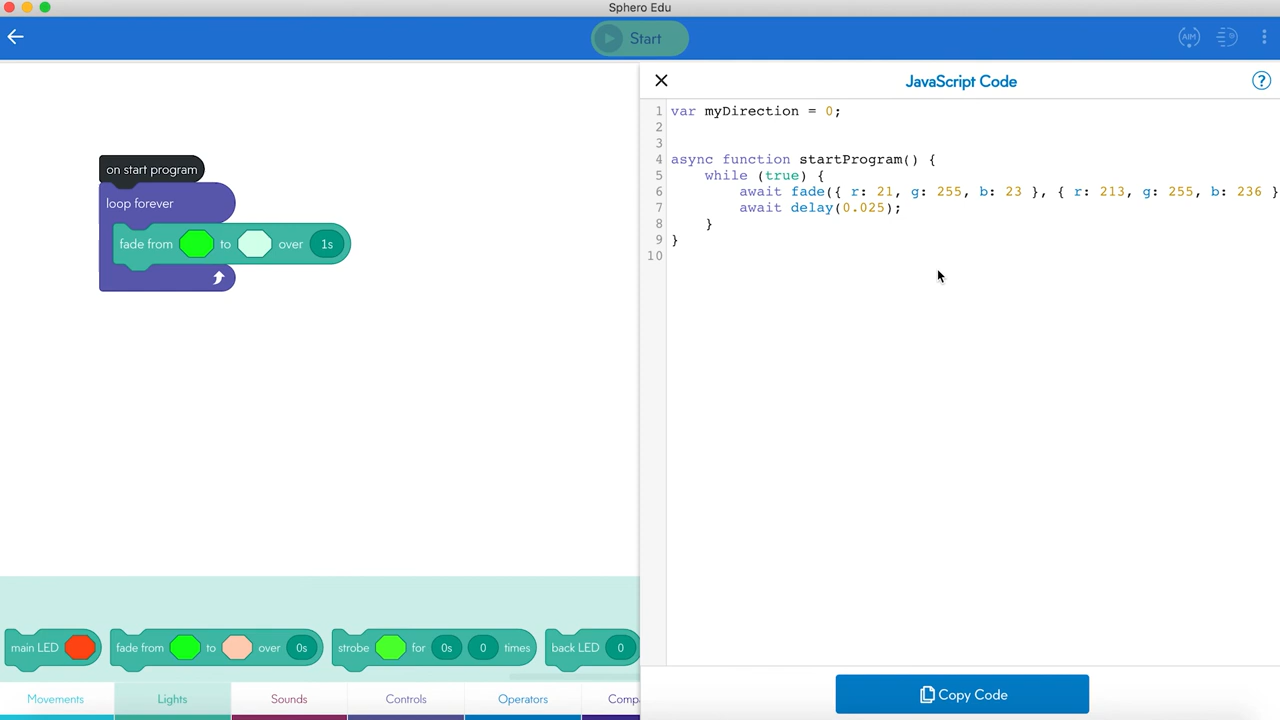 Sphero Edu
Start
AIM
on start program
loop forever
fade from to over 1s
JavaScript Code
?
1 var myDirection = 0;
2
3
4 async function startProgram() {
5 while (true) {
6 await fade({ r: 21, g: 255, b: 23 }, { r: 213, g: 255, b: 236 }
7 await delay(0.025);
8 }
9 }
10
main LED
fade from to over 0s
strobe for 0s 0 times
back LED 0
Movements
Lights
Sounds
Controls
Operators
Comp
Copy Code